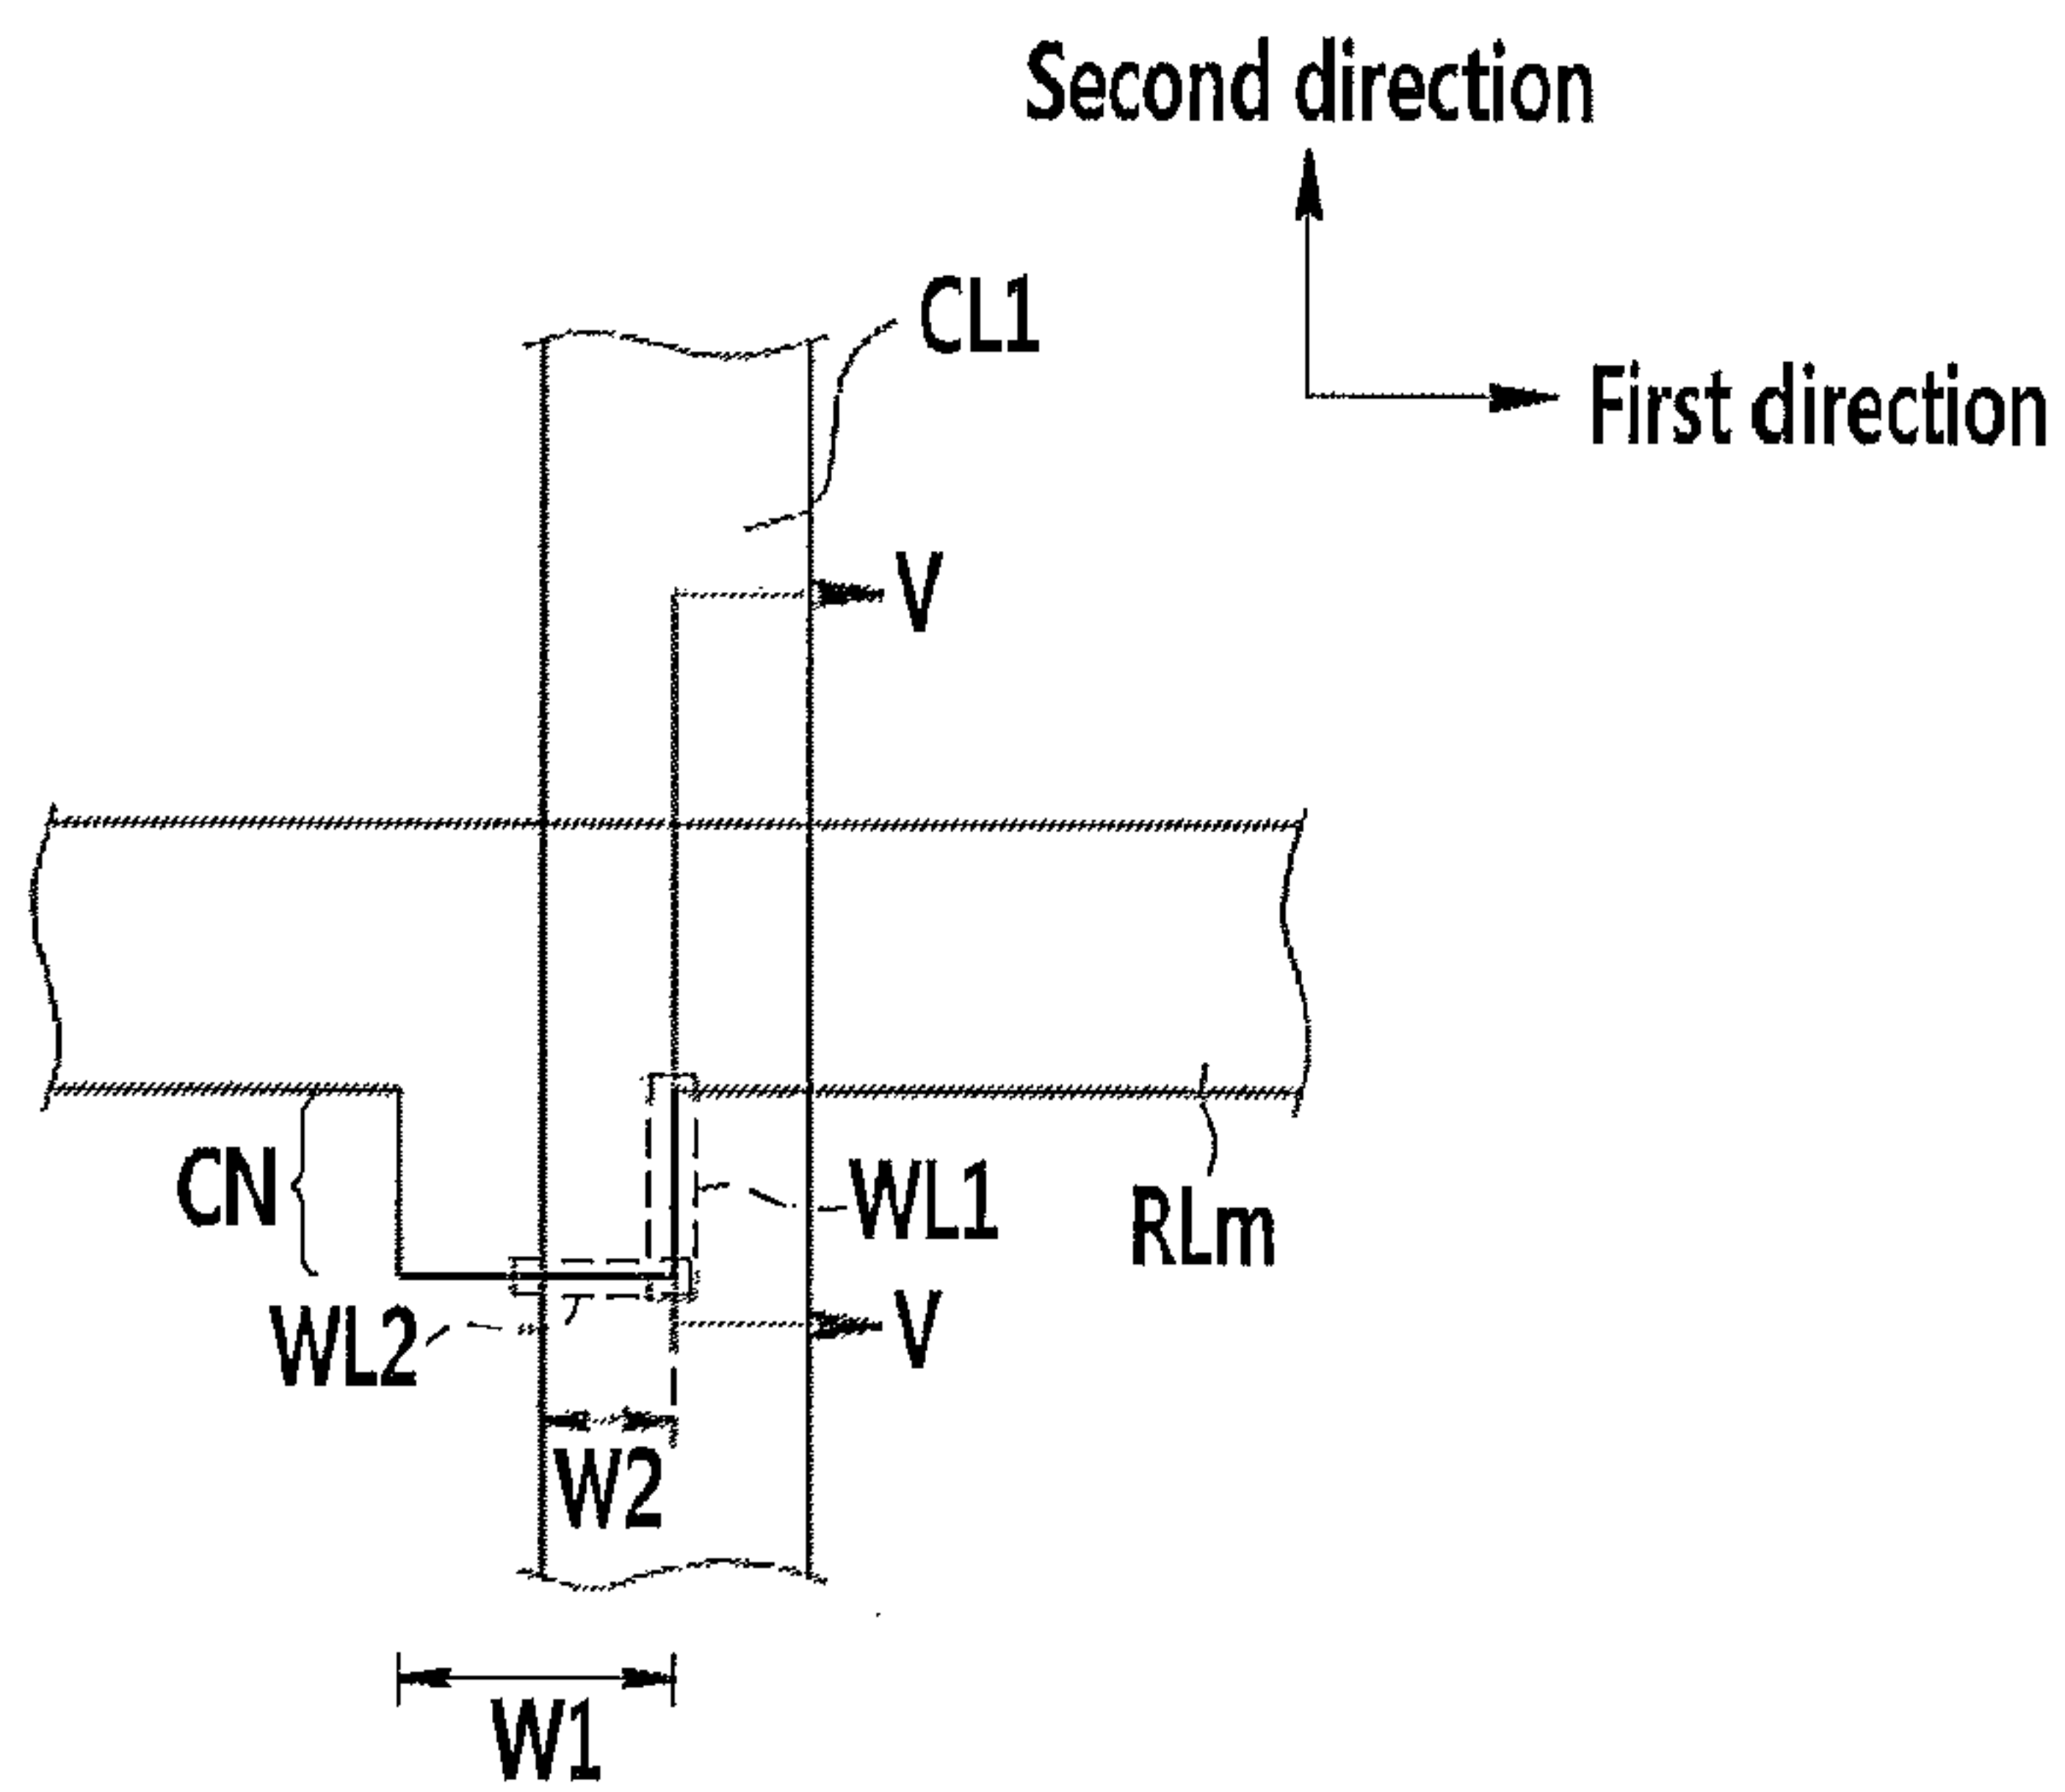 Second direction
CL1
First direction
V
CN
WL1
RLm
WL2
V
W2
W1